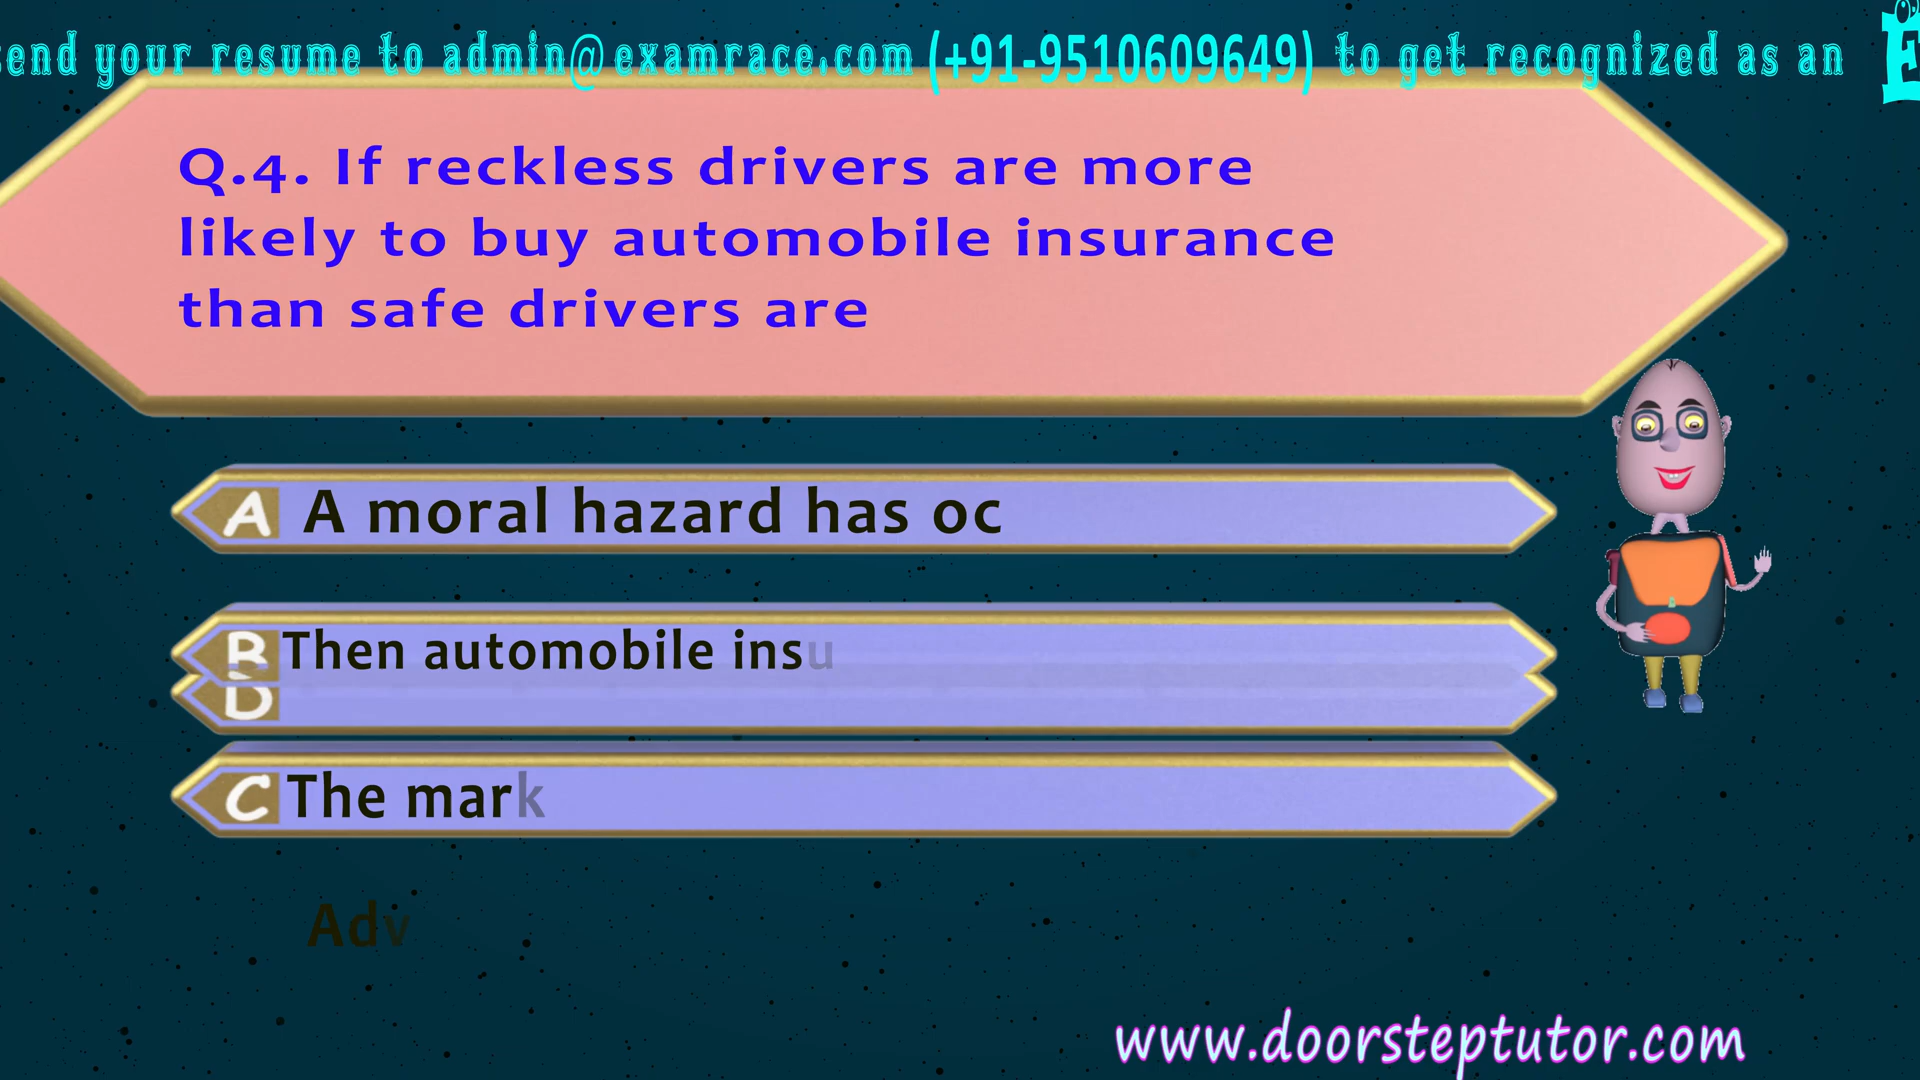 send your resume to admin@examrace.com (+91-9510609649) to get recognized as an E
Q.4. If reckless drivers are more
likely to buy automobile insurance
than safe drivers are
A A moral hazard has oc
B Then automobile insu
D
C The mark
Adv
www.doorsteptutor.com